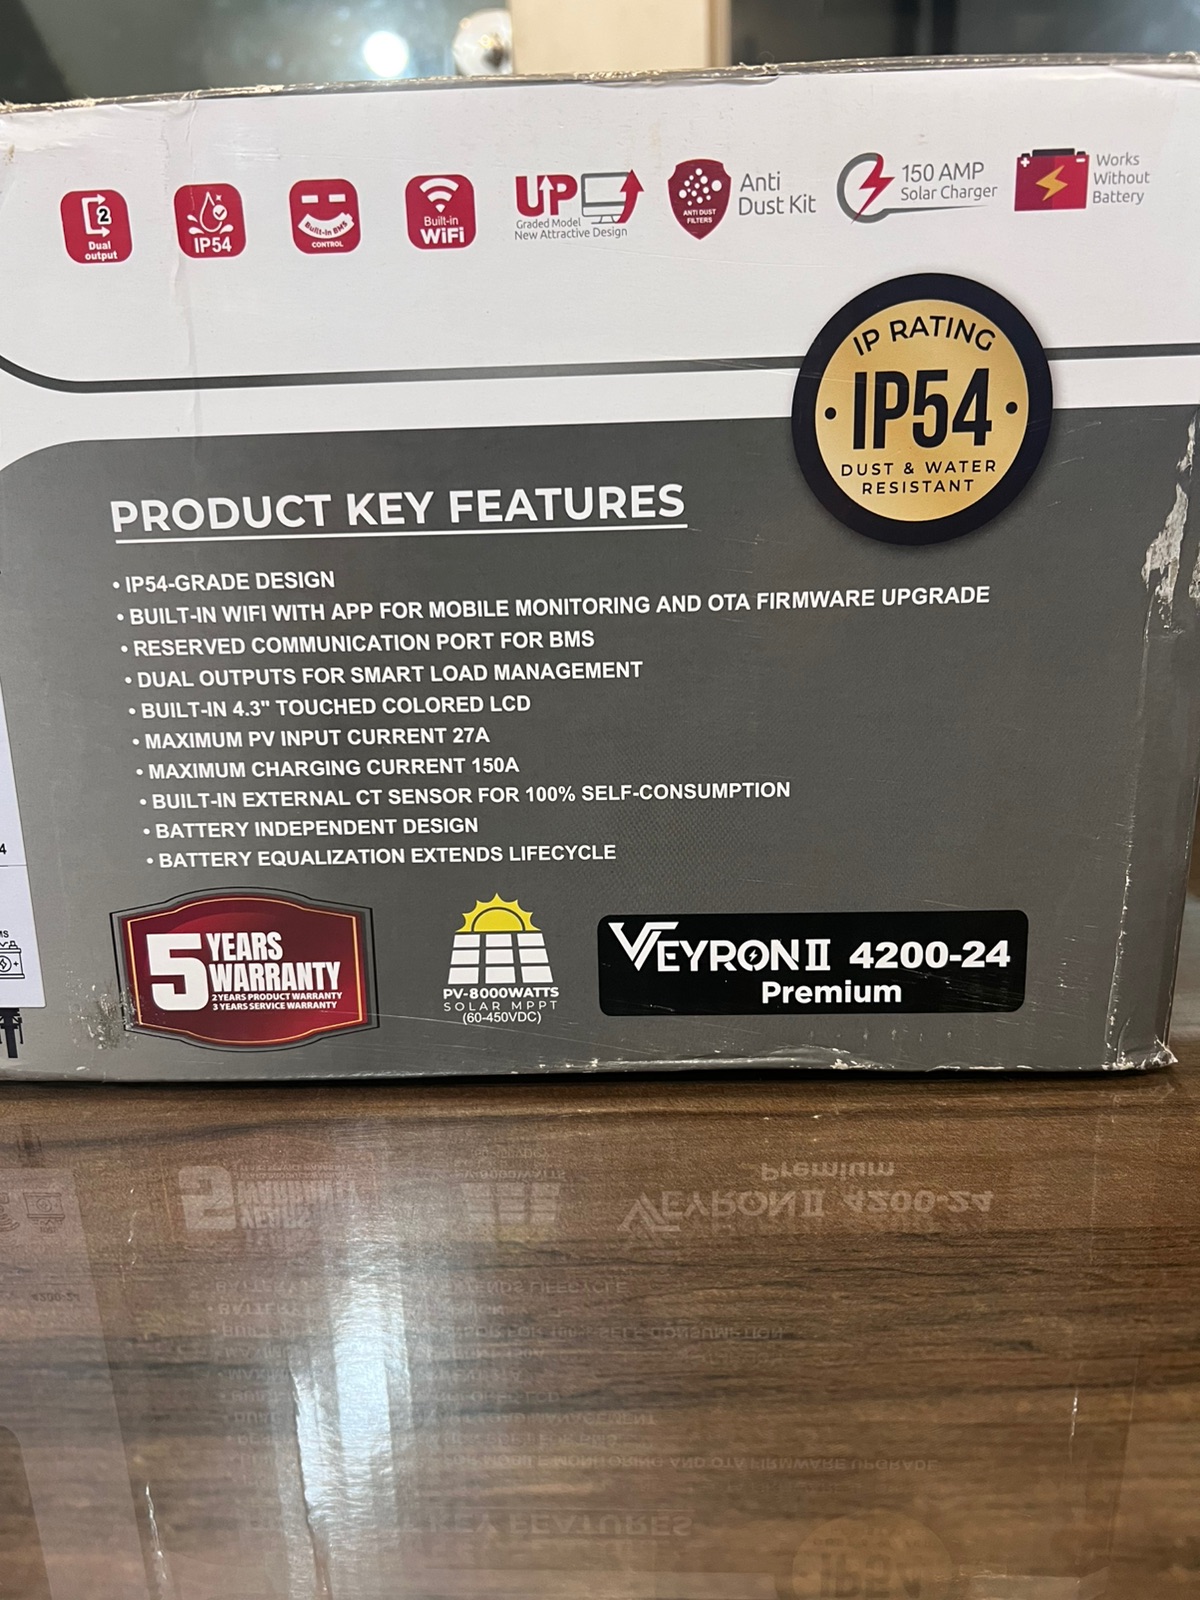 2
Dual
output
IP54
Built-in BMS
CONTROL
Built-in
WiFi
UP
Graded Model
New Attractive Design
ANTI DUST
FILTERS
Anti
Dust Kit
150 AMP
Solar Charger
Works
Without
Battery
IP RATING
• IP54 •
DUST & WATER
RESISTANT
PRODUCT KEY FEATURES
• IP54-GRADE DESIGN
• BUILT-IN WIFI WITH APP FOR MOBILE MONITORING AND OTA FIRMWARE UPGRADE
• RESERVED COMMUNICATION PORT FOR BMS
• DUAL OUTPUTS FOR SMART LOAD MANAGEMENT
• BUILT-IN 4.3" TOUCHED COLORED LCD
• MAXIMUM PV INPUT CURRENT 27A
• MAXIMUM CHARGING CURRENT 150A
• BUILT-IN EXTERNAL CT SENSOR FOR 100% SELF-CONSUMPTION
• BATTERY INDEPENDENT DESIGN
• BATTERY EQUALIZATION EXTENDS LIFECYCLE
4
5 YEARS
WARRANTY
2 YEARS PRODUCT WARRANTY
3 YEARS SERVICE WARRANTY
PV-8000WATTS
SOLAR MPPT
(60-450VDC)
VEYRON II 4200-24
Premium